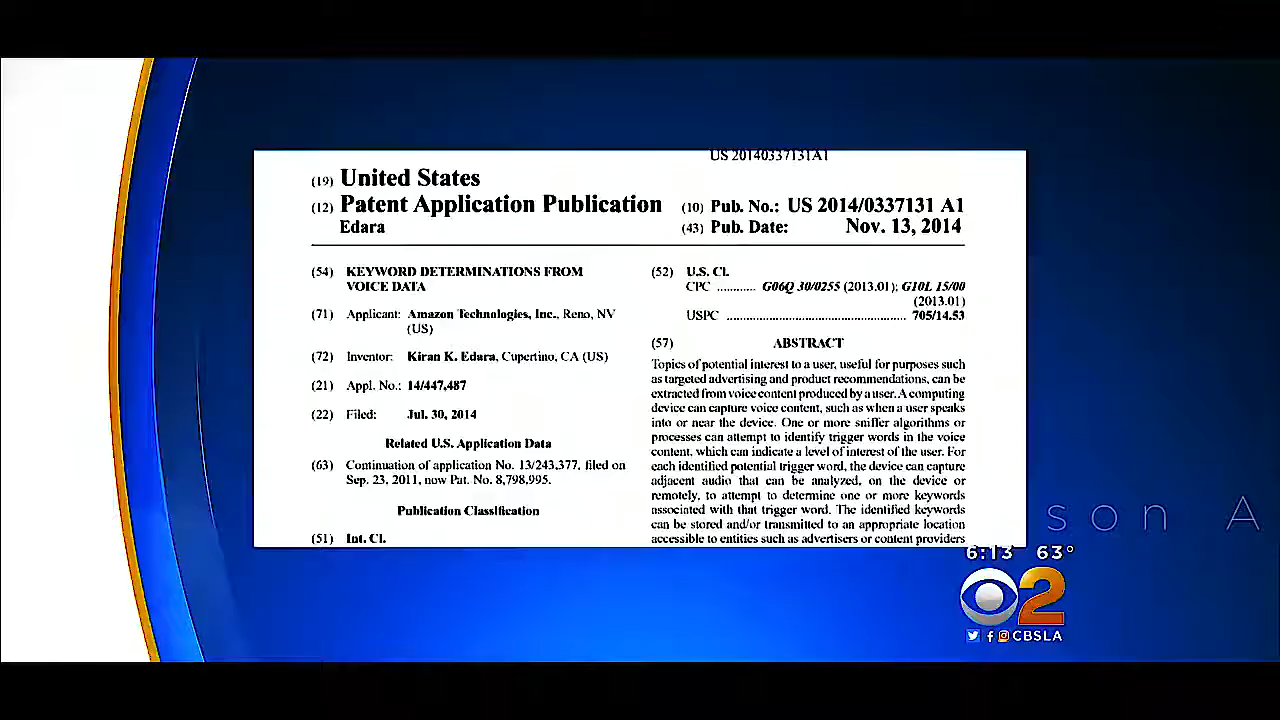 US 20140337131A1
(19) United States
(12) Patent Application Publication
Edara
(10) Pub. No.: US 2014/0337131 A1
(43) Pub. Date: Nov. 13, 2014
(54) KEYWORD DETERMINATIONS FROM
VOICE DATA
(71) Applicant: Amazon Technologies, Inc., Reno, NV
(US)
(72) Inventor: Kiran K. Edara, Cupertino, CA (US)
(21) Appl. No.: 14/447,487
(22) Filed: Jul. 30, 2014
Related U.S. Application Data
(63) Continuation of application No. 13/243,377, filed on
Sep. 23, 2011, now Pat. No. 8,798,995.
Publication Classification
(51) Int. Cl.
(52) U.S. Cl.
CPC ............ G06Q 30/0255 (2013.01); G10L 15/00
(2013.01)
USPC ....................................................... 705/14.53
(57) ABSTRACT
Topics of potential interest to a user, useful for purposes such
as targeted advertising and product recommendations, can be
extracted from voice content produced by a user. A computing
device can capture voice content, such as when a user speaks
into or near the device. One or more sniffer algorithms or
processes can attempt to identify trigger words in the voice
content, which can indicate a level of interest of the user. For
each identified potential trigger word, the device can capture
adjacent audio that can be analyzed, on the device or
remotely, to attempt to determine one or more keywords
associated with that trigger word. The identified keywords
can be stored and/or transmitted to an appropriate location
accessible to entities such as advertisers or content providers
son A
6:13 63°
2
CBSLA